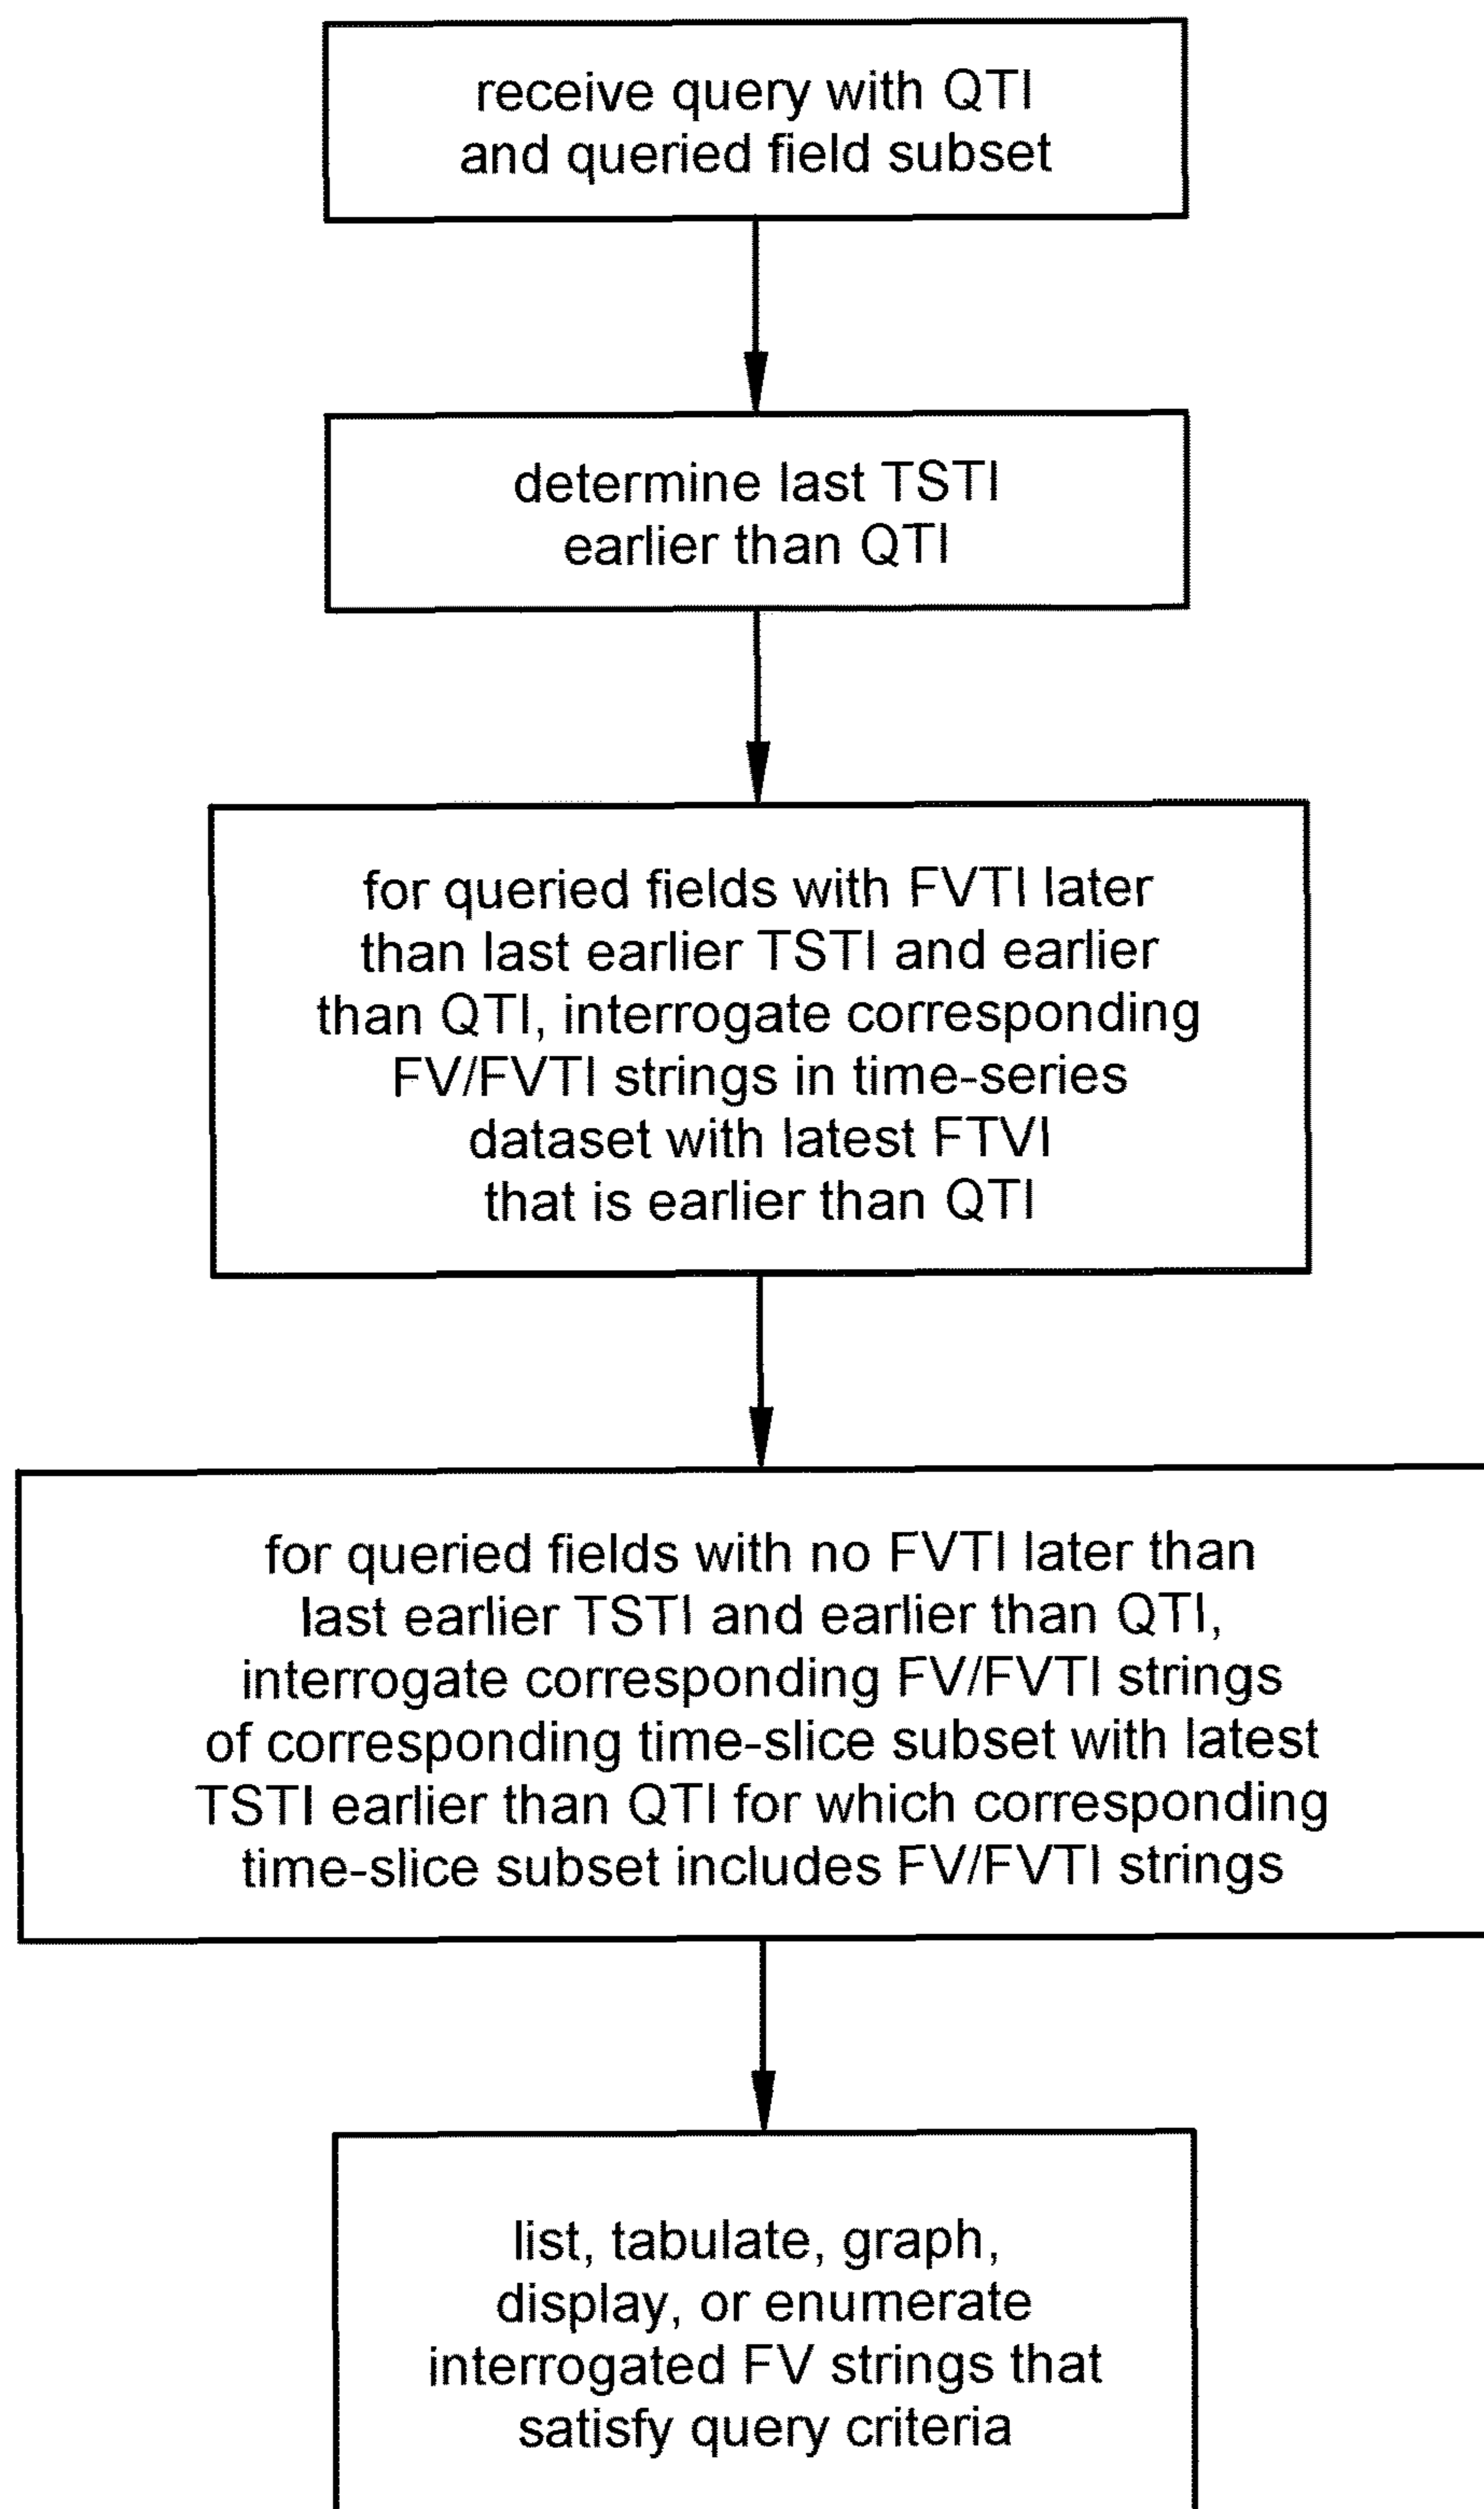 receive query with QTI
and queried field subset
determine last TSTI
earlier than QTI
for queried fields with FVTI later
than last earlier TSTI and earlier
than QTI, interrogate corresponding
FV/FVTI strings in time-series
dataset with latest FTVI
that is earlier than QTI
for queried fields with no FVTI later than
last earlier TSTI and earlier than QTI,
interrogate corresponding FV/FVTI strings
of corresponding time-slice subset with latest
TSTI earlier than QTI for which corresponding
time-slice subset includes FV/FVTI strings
list, tabulate, graph,
display, or enumerate
interrogated FV strings that
satisfy query criteria